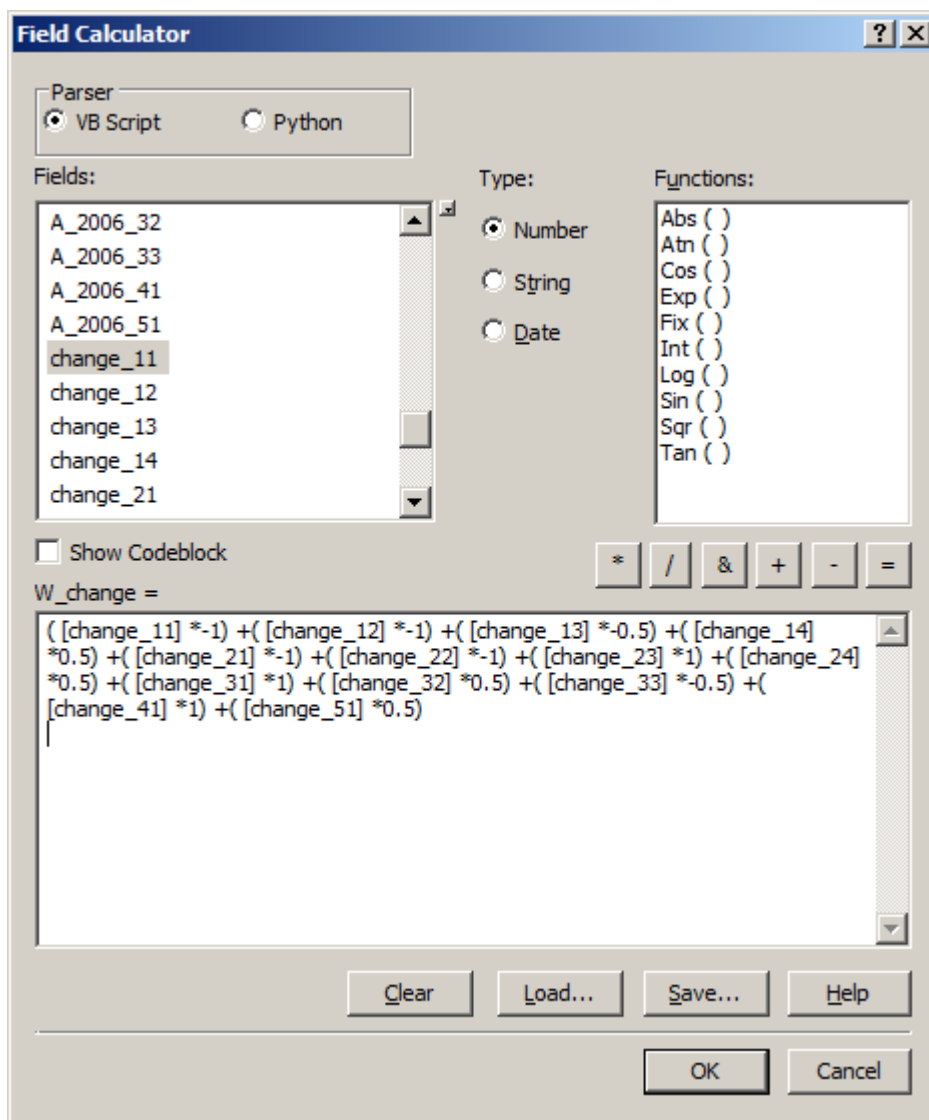 Field Calculator
Parser
VB Script
Python
Fields:
Type:
Functions:
A_2006_32
A_2006_33
A_2006_41
A_2006_51
change_11
change_12
change_13
change_14
change_21
Number
String
Date
Abs ( )
Atn ( )
Cos ( )
Exp ( )
Fix ( )
Int ( )
Log ( )
Sin ( )
Sqr ( )
Tan ( )
Show Codeblock
* / & + - =
W_change =
( [change_11] *-1) +( [change_12] *-1) +( [change_13] *-0.5) +( [change_14]
*0.5) +( [change_21] *-1) +( [change_22] *-1) +( [change_23] *1) +( [change_24]
*0.5) +( [change_31] *1) +( [change_32] *0.5) +( [change_33] *-0.5) +(
[change_41] *1) +( [change_51] *0.5)
Clear
Load...
Save...
Help
OK
Cancel